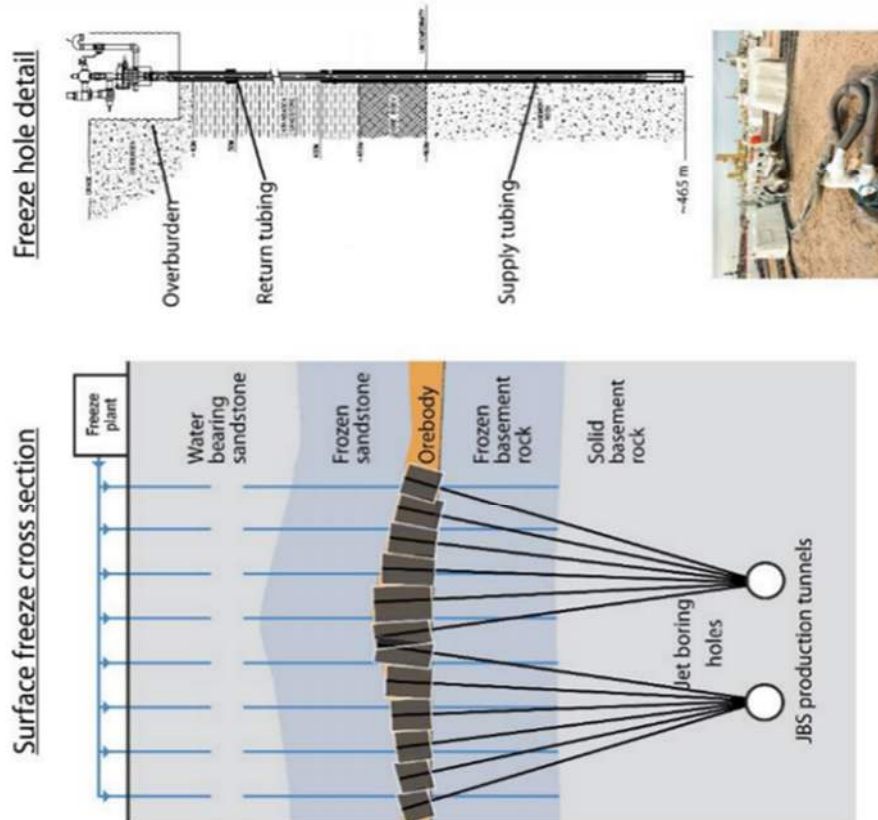 Surface freeze cross section
Freeze
plant
Water
bearing
sandstone
Frozen
sandstone
Orebody
Frozen
basement
rock
Solid
basement
rock
Jet boring
holes
JBS production tunnels
Freeze hole detail
Overburden
Return tubing
Supply tubing
~465 m